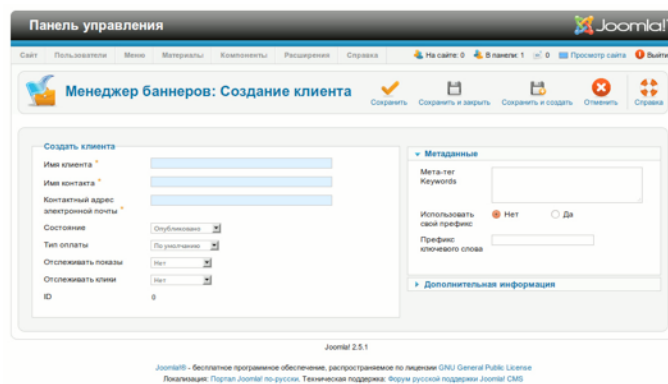 Панель управления
Joomla!
Сайт Пользователи Меню Материалы Компоненты Расширения Справка На сайте: 0 В панели: 1 0 Просмотр сайта Выйти
Менеджер баннеров: Создание клиента
Сохранить Сохранить и закрыть Сохранить и создать Отменить Справка
Создать клиента
Имя клиента *
Имя контакта *
Контактный адрес
электронной почты *
Состояние Опубликовано
Тип оплаты По умолчанию
Отслеживать показы Нет
Отслеживать клики Нет
ID 0
Метаданные
Мета-тег
Keywords
Использовать
свой префикс
Нет Да
Префикс
ключевого слова
Дополнительная информация
Joomla! 2.5.1
Joomla!® - бесплатное программное обеспечение, распространяемое по лицензии GNU General Public License
Локализация: Портал Joomla! по-русски. Техническая поддержка: Форум русской поддержки Joomla! CMS